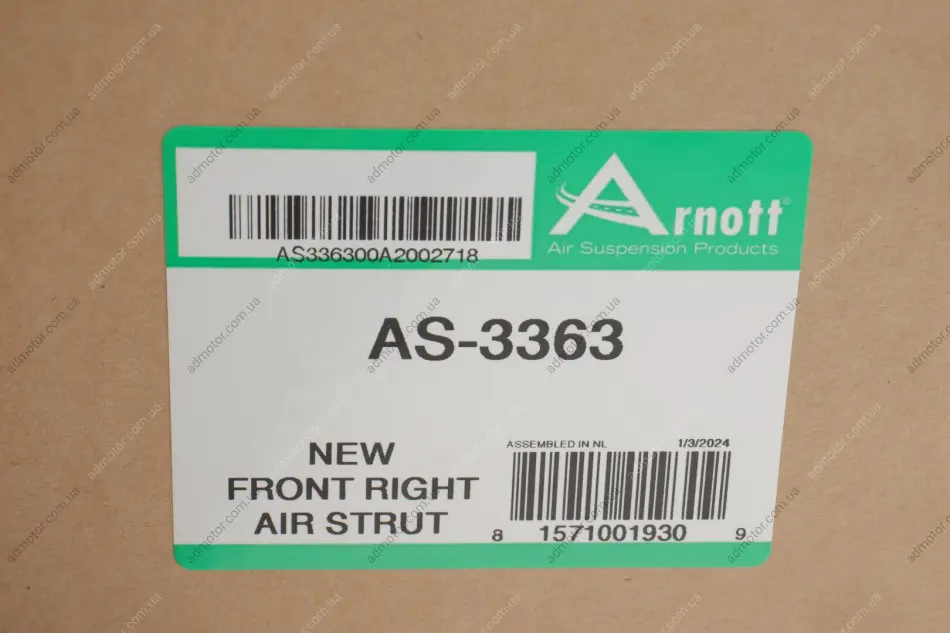 AS336300A2002718
Arnott®
Air Suspension Products
AS-3363
NEW
FRONT RIGHT
AIR STRUT
ASSEMBLED IN NL 1/3/2024
8 1571001930 9
admotor.com.ua